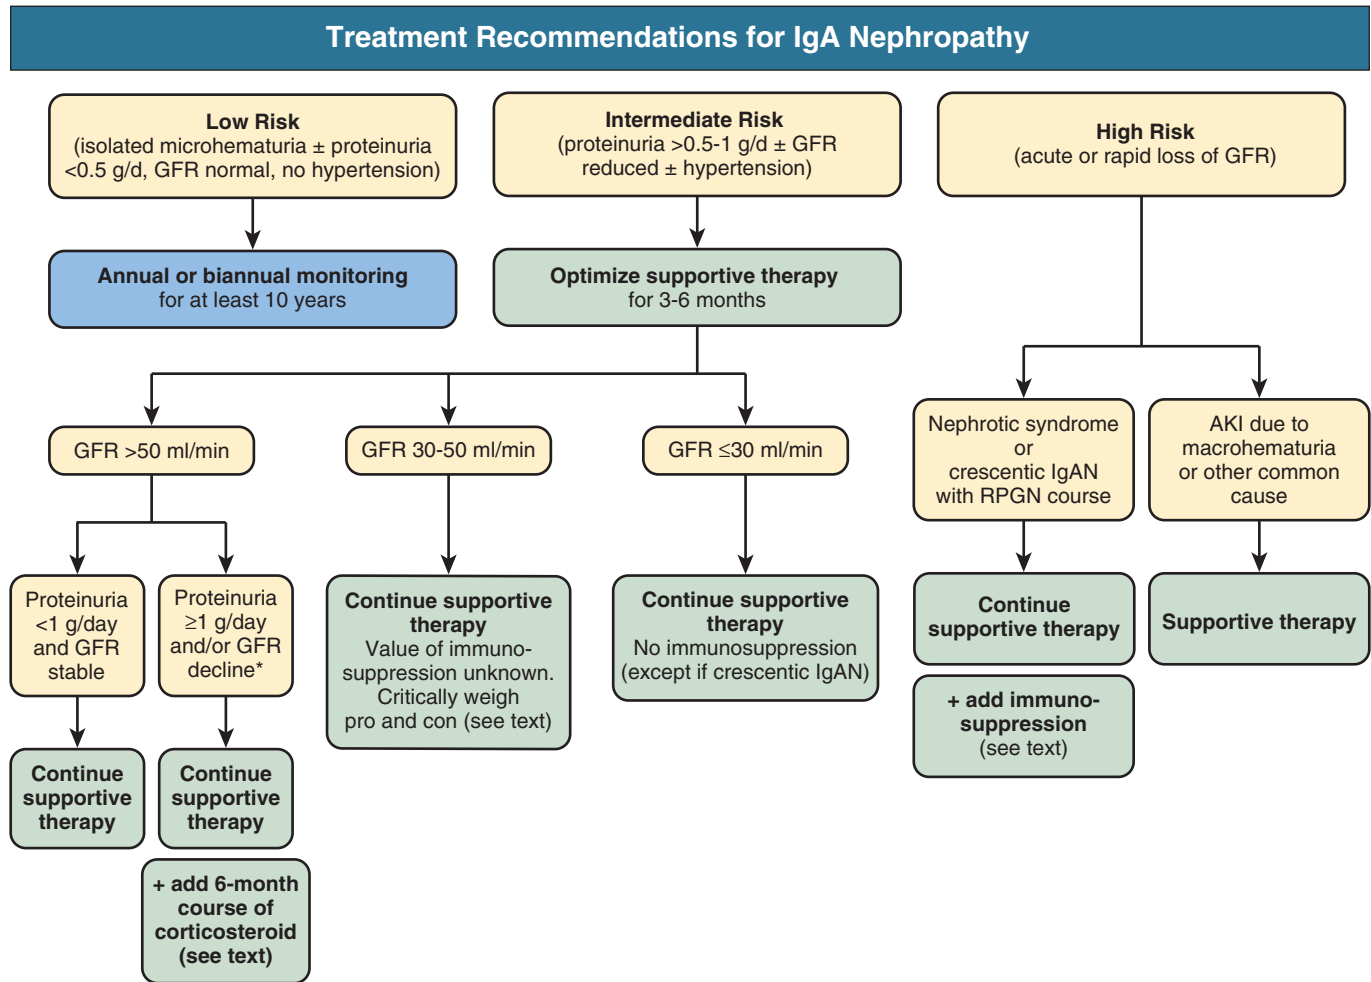 Treatment Recommendations for IgA Nephropathy
Low Risk
(isolated microhematuria ± proteinuria
<0.5 g/d, GFR normal, no hypertension)
Intermediate Risk
(proteinuria >0.5-1 g/d ± GFR
reduced ± hypertension)
High Risk
(acute or rapid loss of GFR)
Annual or biannual monitoring
for at least 10 years
Optimize supportive therapy
for 3-6 months
GFR >50 ml/min
GFR 30-50 ml/min
GFR ≤30 ml/min
Nephrotic syndrome
or
crescentic IgAN
with RPGN course
AKI due to
macrohematuria
or other common
cause
Proteinuria
<1 g/day
and GFR
stable
Proteinuria
≥1 g/day
and/or GFR
decline*
Continue supportive
therapy
Value of immuno-
suppression unknown.
Critically weigh
pro and con (see text)
Continue supportive
therapy
No immunosuppression
(except if crescentic IgAN)
Continue
supportive therapy
Supportive therapy
+ add immuno-
suppression
(see text)
Continue
supportive
therapy
Continue
supportive
therapy
+ add 6-month
course of
corticosteroid
(see text)